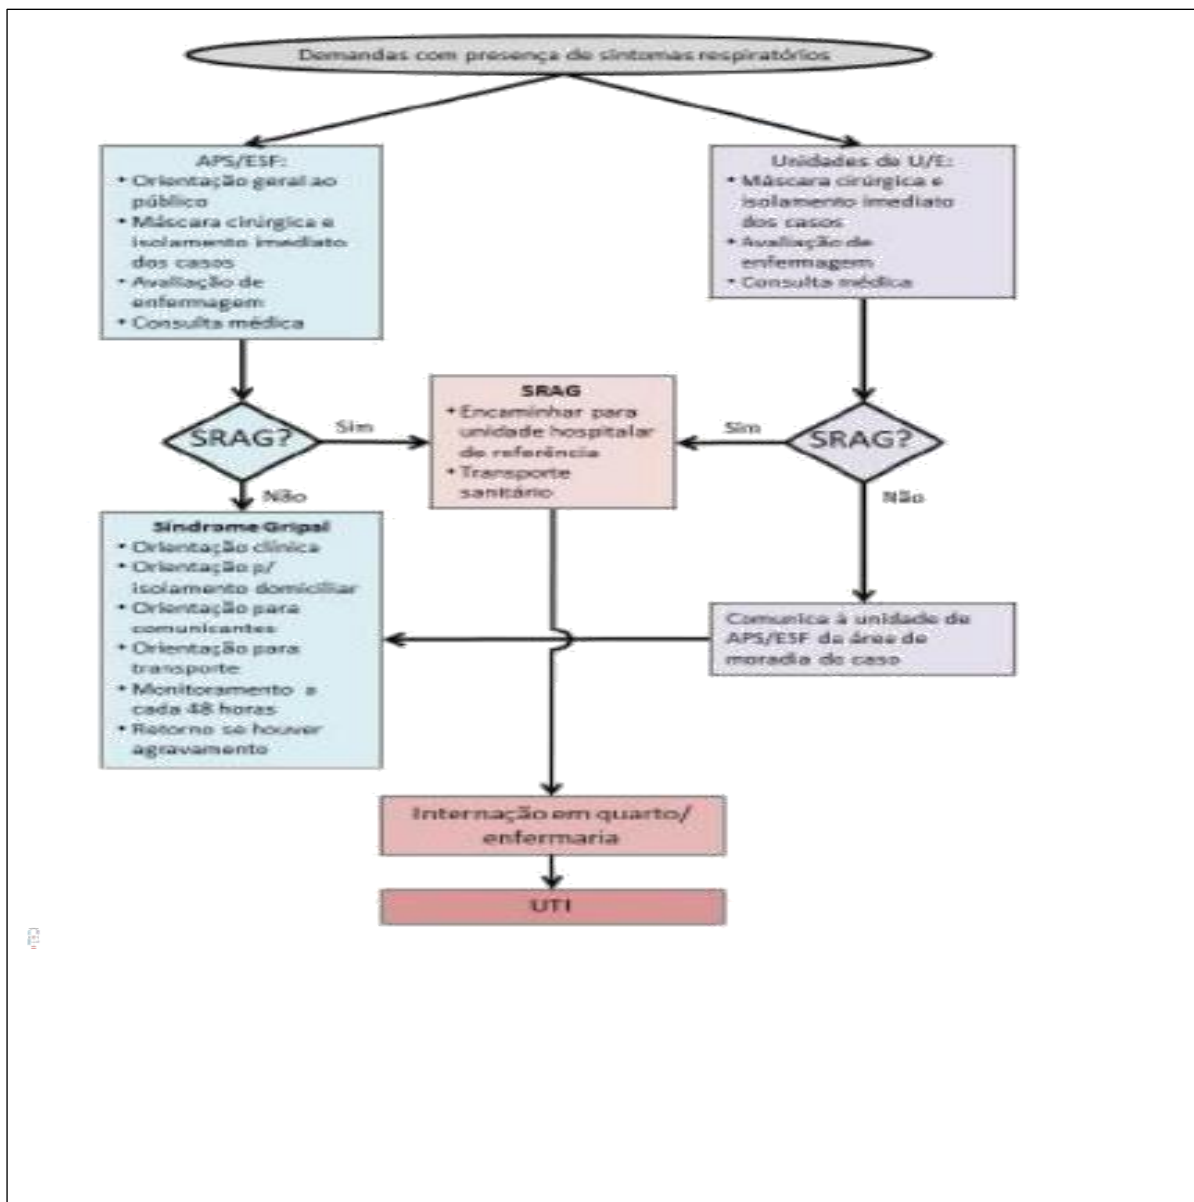 Demandas com presença de sintomas respiratórios
APS/ESF:
• Orientação geral ao
público
• Máscara cirúrgica e
isolamento imediato
dos casos
• Avaliação de
enfermagem
• Consulta médica
Unidades de U/E:
• Máscara cirúrgica e
isolamento imediato
dos casos
• Avaliação de
enfermagem
• Consulta médica
SRAG?
Sim
SRAG
• Encaminhar para
unidade hospitalar
de referência
• Transporte
sanitário
Sim
SRAG?
Não
Não
Síndrome Gripal
• Orientação clínica
• Orientação p/
isolamento domiciliar
• Orientação para
comunicantes
• Orientação para
transporte
• Monitoramento a
cada 48 horas
• Retorno se houver
agravamento
Comunica à unidade de
APS/ESF da área de
moradia do caso
Internação em quarto/
enfermaria
UTI